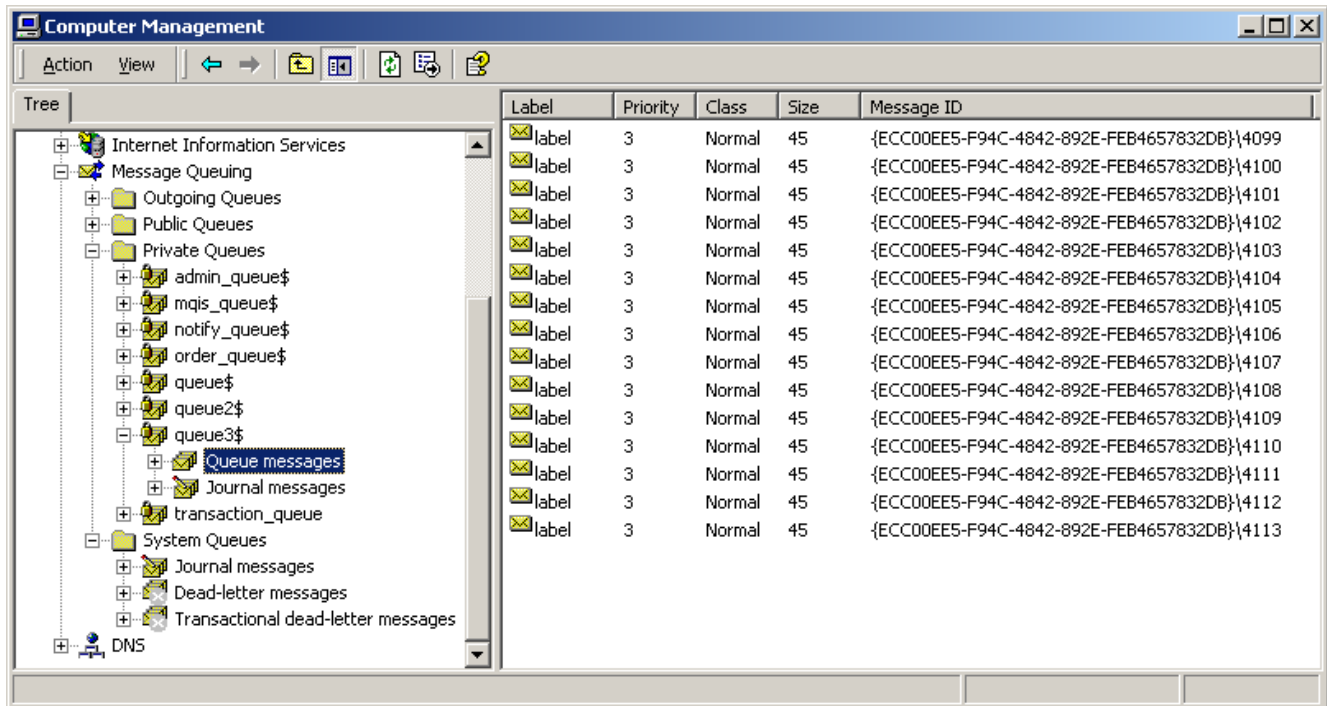 Computer Management
Action View
Tree
Internet Information Services
Message Queuing
Outgoing Queues
Public Queues
Private Queues
admin_queue$
mqis_queue$
notify_queue$
order_queue$
queue$
queue2$
queue3$
Queue messages
Journal messages
transaction_queue
System Queues
Journal messages
Dead-letter messages
Transactional dead-letter messages
DNS
Label Priority Class Size Message ID
label 3 Normal 45 {ECC00EE5-F94C-4842-892E-FEB4657832DB}\4099
label 3 Normal 45 {ECC00EE5-F94C-4842-892E-FEB4657832DB}\4100
label 3 Normal 45 {ECC00EE5-F94C-4842-892E-FEB4657832DB}\4101
label 3 Normal 45 {ECC00EE5-F94C-4842-892E-FEB4657832DB}\4102
label 3 Normal 45 {ECC00EE5-F94C-4842-892E-FEB4657832DB}\4103
label 3 Normal 45 {ECC00EE5-F94C-4842-892E-FEB4657832DB}\4104
label 3 Normal 45 {ECC00EE5-F94C-4842-892E-FEB4657832DB}\4105
label 3 Normal 45 {ECC00EE5-F94C-4842-892E-FEB4657832DB}\4106
label 3 Normal 45 {ECC00EE5-F94C-4842-892E-FEB4657832DB}\4107
label 3 Normal 45 {ECC00EE5-F94C-4842-892E-FEB4657832DB}\4108
label 3 Normal 45 {ECC00EE5-F94C-4842-892E-FEB4657832DB}\4109
label 3 Normal 45 {ECC00EE5-F94C-4842-892E-FEB4657832DB}\4110
label 3 Normal 45 {ECC00EE5-F94C-4842-892E-FEB4657832DB}\4111
label 3 Normal 45 {ECC00EE5-F94C-4842-892E-FEB4657832DB}\4112
label 3 Normal 45 {ECC00EE5-F94C-4842-892E-FEB4657832DB}\4113